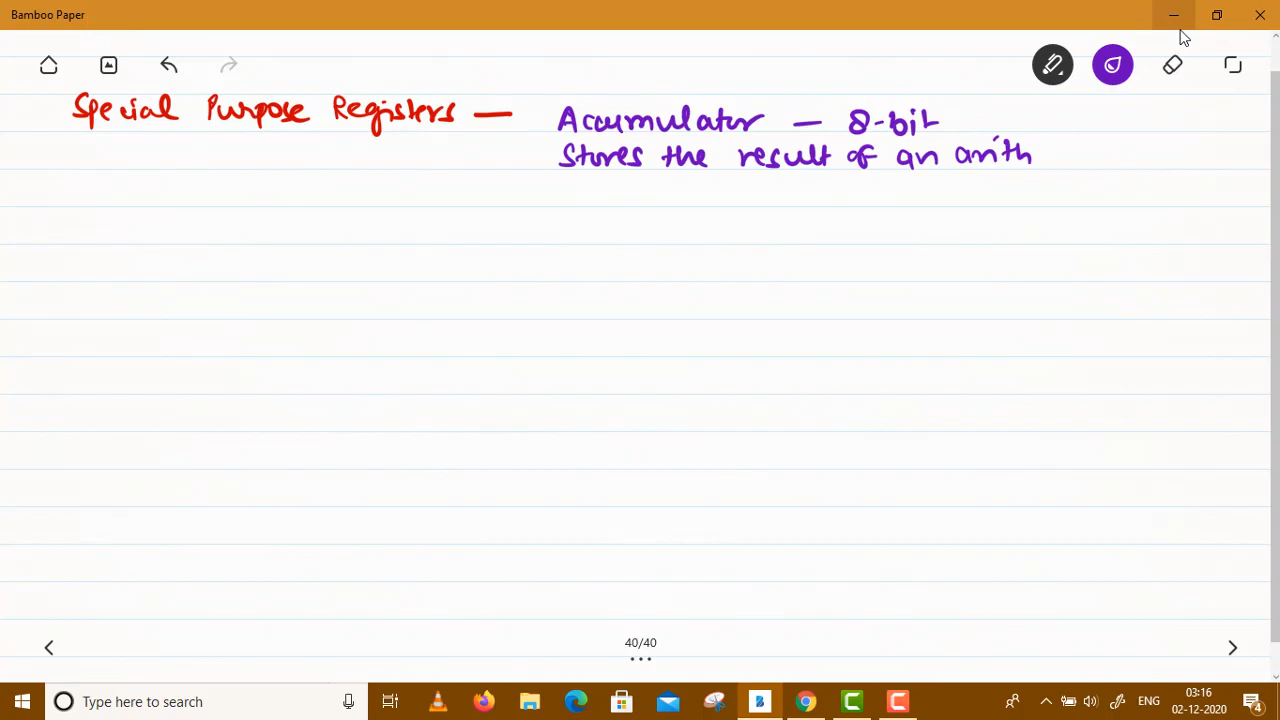 Bamboo Paper
Special Purpose Registers — Accumulator — 8-bit
Stores the result of an arith
40/40
Type here to search
ENG
03:16
02-12-2020
4